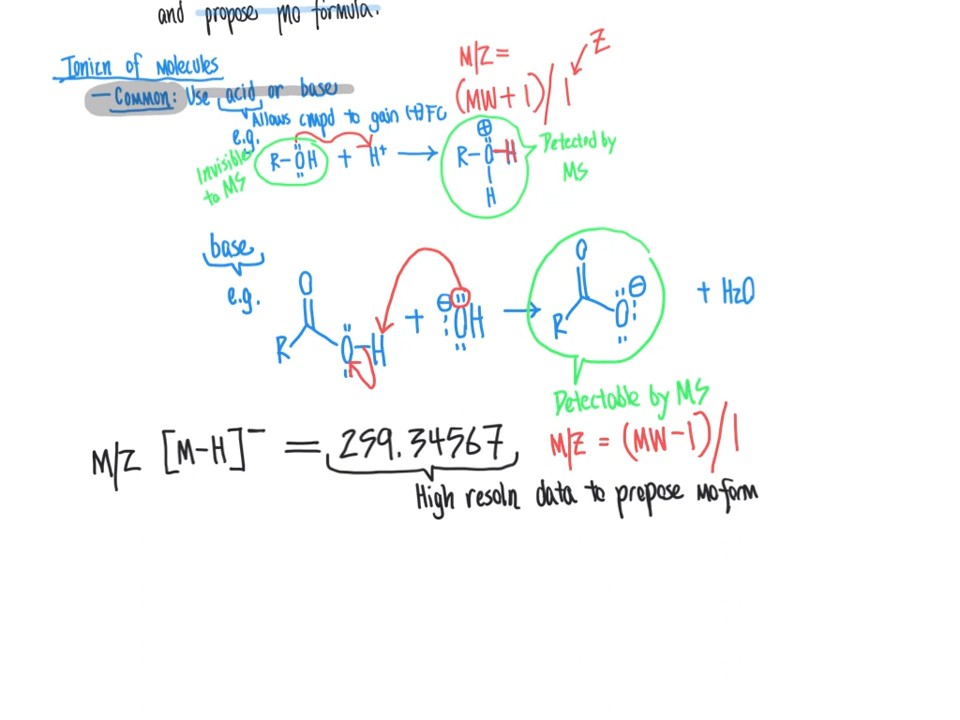 and propose Mo formula.
Ionizn of Molecules
M/Z =
Z
— Common: Use acid or base
(MW+1)/1
Allows cmpd to gain (+) FC
e.g.
Invisible to MS
R-ÖH + H⁺ → R-O-H
⊕
H
Detected by
MS
base
e.g.
O
R
O-H
+ ⊖:OH →
O
R
O:⊖
+ H2O
Detectable by MS
M/Z [M-H]⁻ = 259.34567
M/Z = (MW-1)/1
High resoln data to propose Mo form